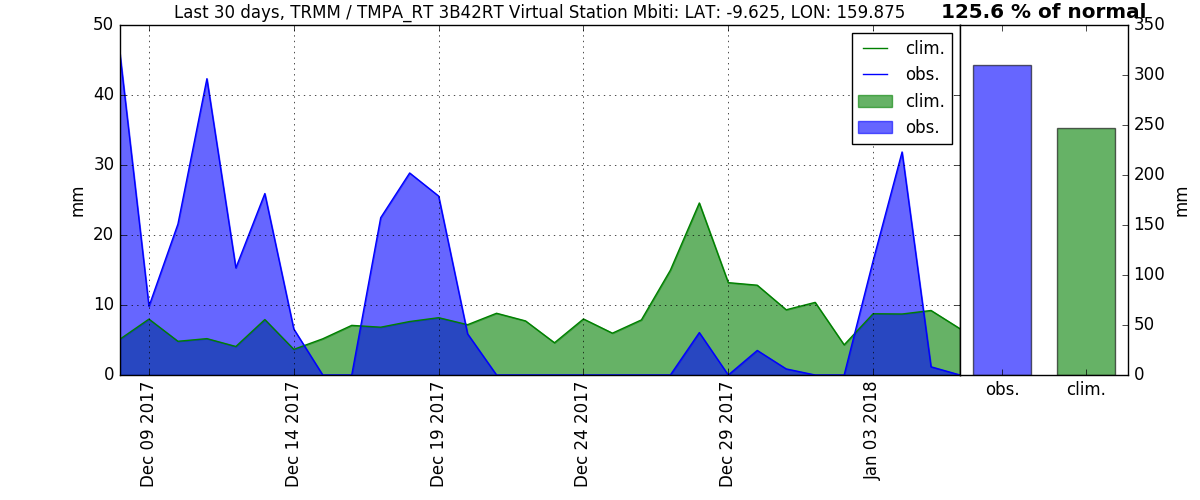 Last 30 days, TRMM / TMPA_RT 3B42RT Virtual Station Mbiti: LAT: -9.625, LON: 159.875
125.6 % of normal
50
40
30
20
10
0
mm
clim.
obs.
clim.
obs.
350
300
250
200
150
100
50
0
mm
obs.
clim.
Dec 09 2017
Dec 14 2017
Dec 19 2017
Dec 24 2017
Dec 29 2017
Jan 03 2018